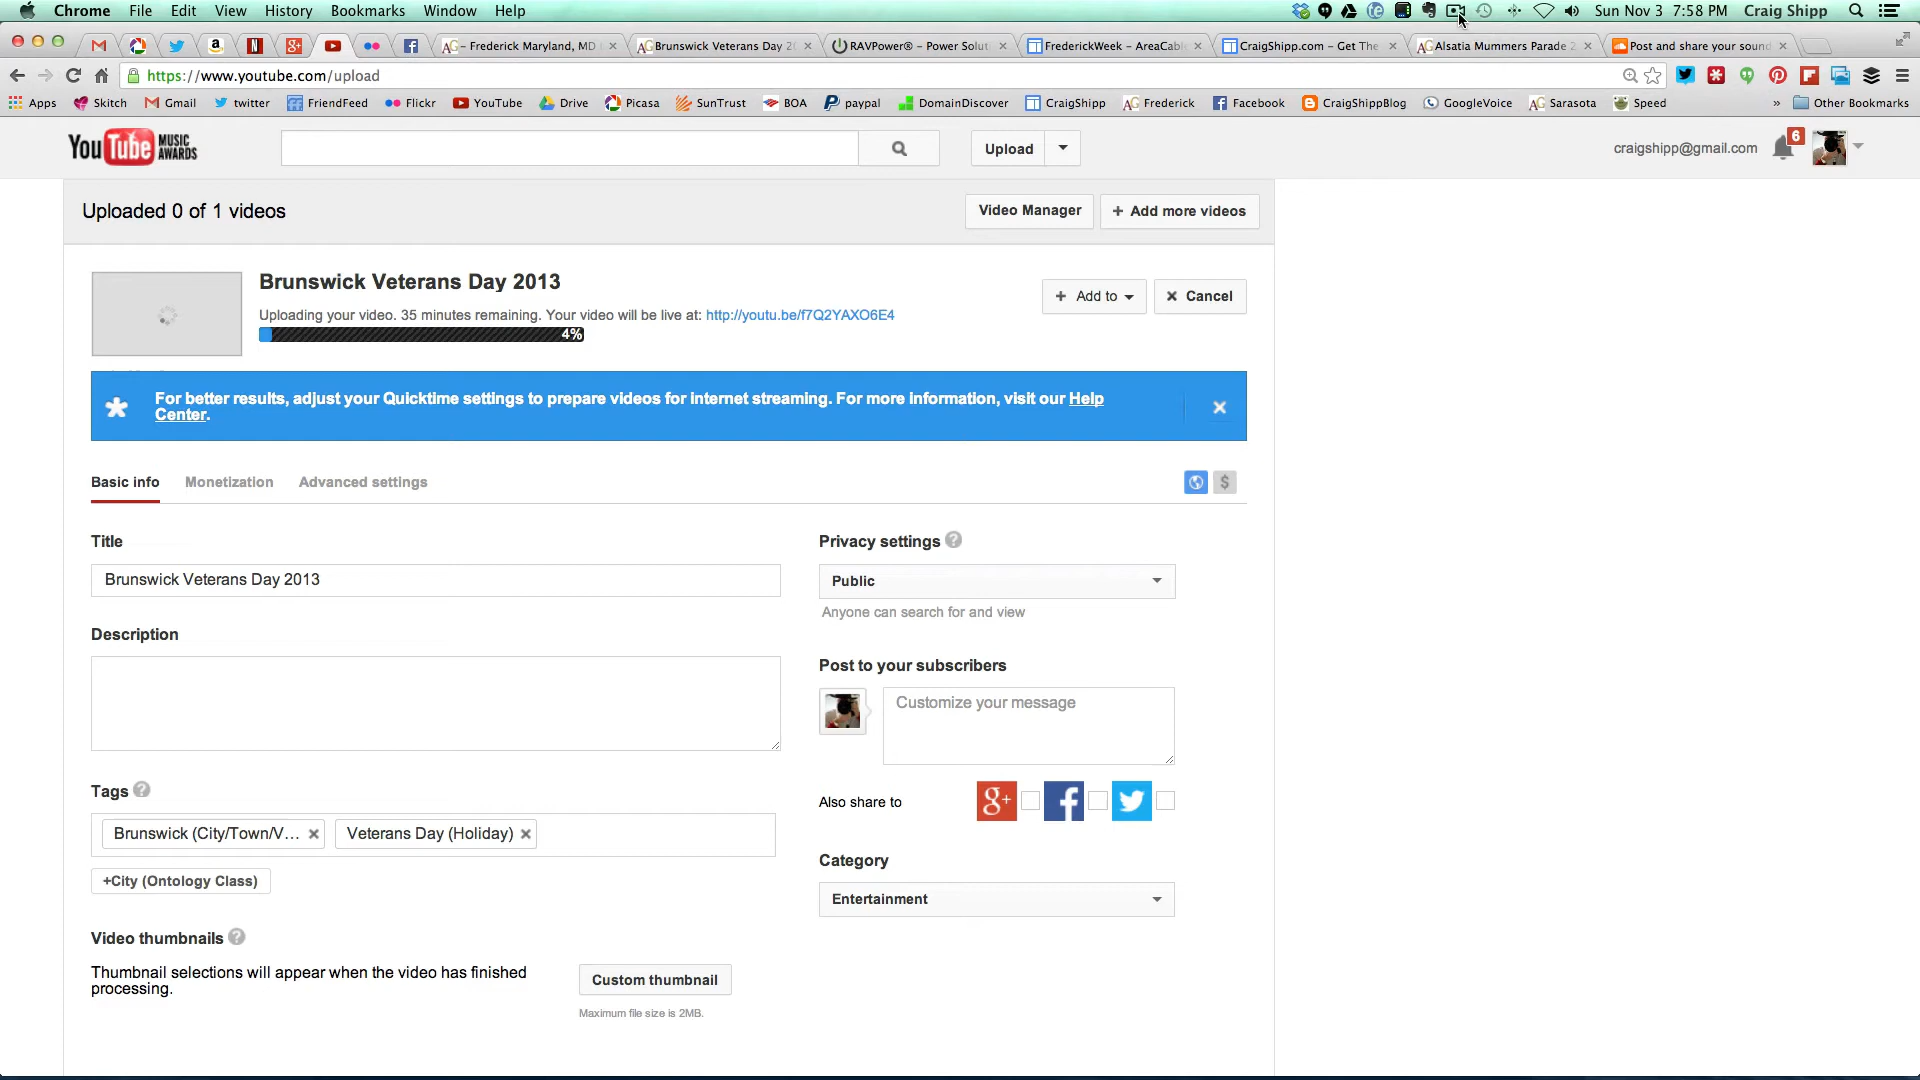 Chrome File Edit View History Bookmarks Window Help Sun Nov 3 7:58 PM Craig Shipp
– Frederick Maryland, MD Brunswick Veterans Day 2 RAVPower® – Power Solut FrederickWeek – AreaCabl CraigShipp.com – Get The Alsatia Mummers Parade 2 Post and share your soun
https://www.youtube.com/upload
Apps Skitch Gmail twitter FriendFeed Flickr YouTube Drive Picasa SunTrust BOA paypal DomainDiscover CraigShipp Frederick Facebook CraigShippBlog GoogleVoice Sarasota Speed » Other Bookmarks
YouTube MUSIC AWARDS Upload craigshipp@gmail.com 6
Uploaded 0 of 1 videos Video Manager + Add more videos
Brunswick Veterans Day 2013
+ Add to × Cancel
Uploading your video. 35 minutes remaining. Your video will be live at: http://youtu.be/f7Q2YAXO6E4
4%
For better results, adjust your Quicktime settings to prepare videos for internet streaming. For more information, visit our Help
Center.
Basic info Monetization Advanced settings $
Title
Brunswick Veterans Day 2013
Description
Tags ?
Brunswick (City/Town/V... × Veterans Day (Holiday) ×
+City (Ontology Class)
Video thumbnails ?
Thumbnail selections will appear when the video has finished
processing.
Custom thumbnail
Maximum file size is 2MB.
Privacy settings ?
Public
Anyone can search for and view
Post to your subscribers
Customize your message
Also share to g+ f
Category
Entertainment